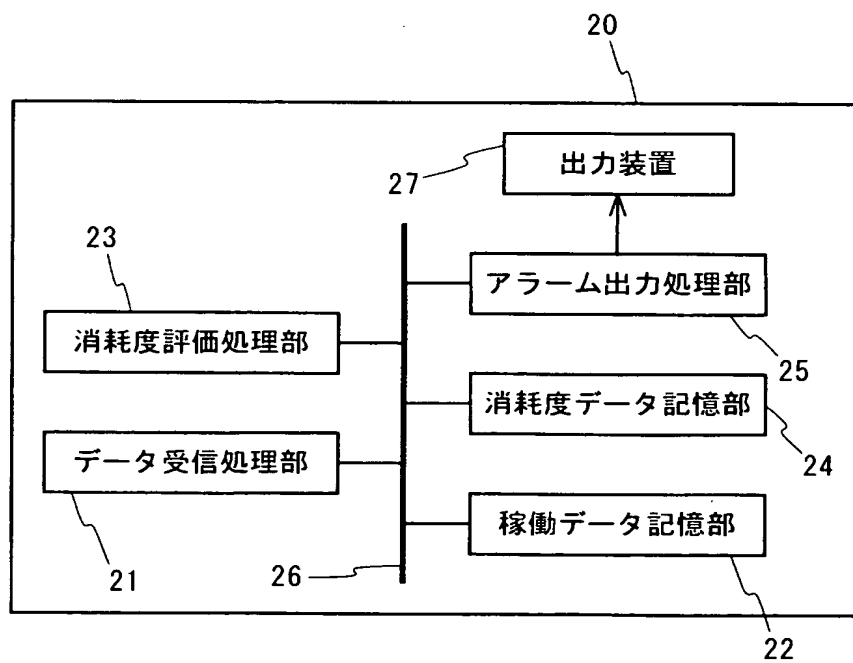 20
出力装置
27
23
アラーム出力処理部
消耗度評価処理部
25
消耗度データ記憶部
データ受信処理部
24
稼働データ記憶部
21
26
22